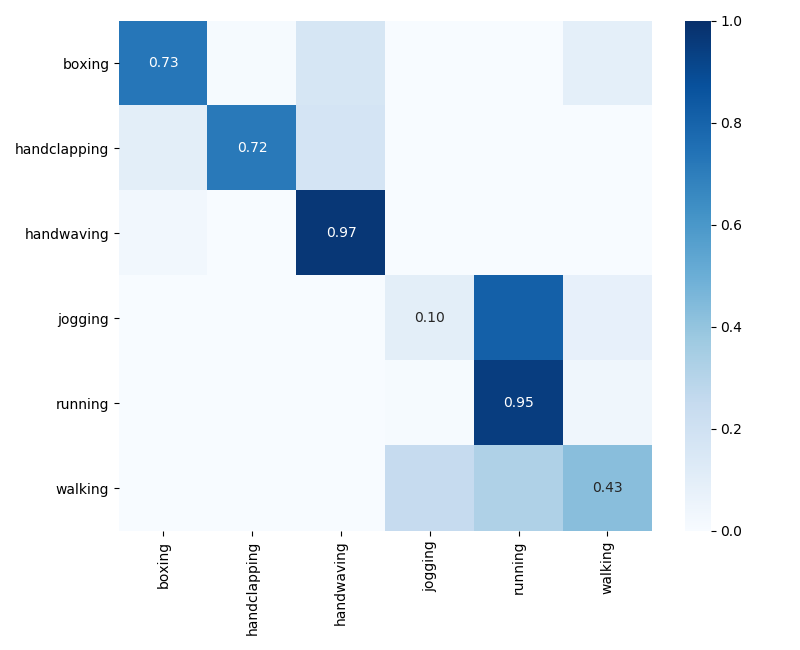 boxing
handclapping
handwaving
jogging
running
walking
0.73
0.72
0.97
0.10
0.95
0.43
boxing
handclapping
handwaving
jogging
running
walking
1.0
0.8
0.6
0.4
0.2
0.0